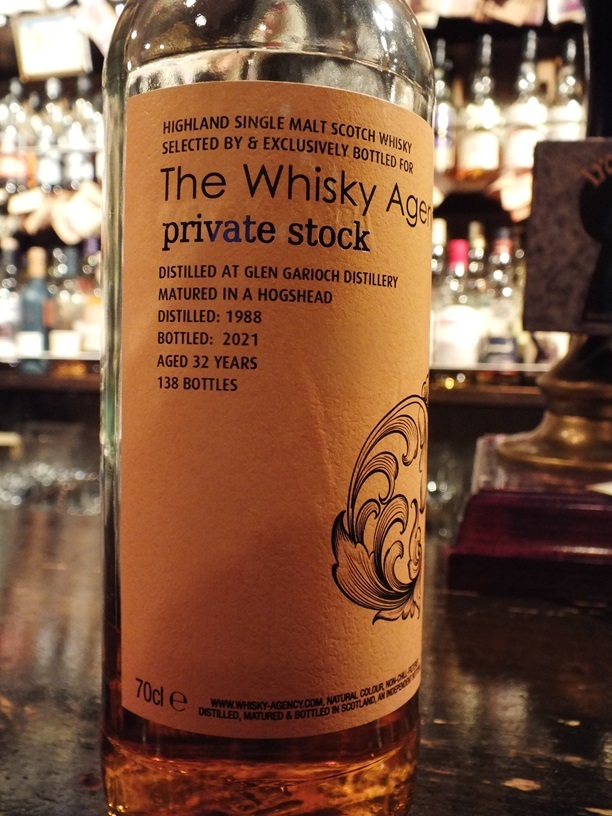 HIGHLAND SINGLE MALT SCOTCH WHISKY
SELECTED BY & EXCLUSIVELY BOTTLED FOR
The Whisky Agen
private stock
DISTILLED AT GLEN GARIOCH DISTILLERY
MATURED IN A HOGSHEAD
DISTILLED: 1988
BOTTLED: 2021
AGED 32 YEARS
138 BOTTLES
70cl e
WWW.WHISKY-AGENCY.COM, NATURAL COLOUR, NON-CHILL
DISTILLED, MATURED & BOTTLED IN SCOTLAND, AN INDEPENDENT